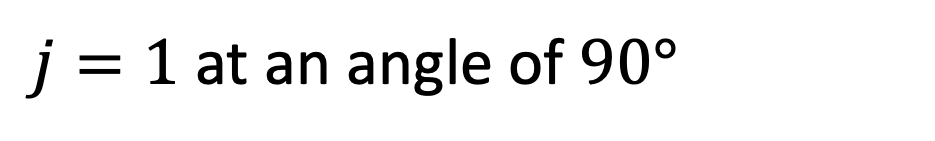 j = 1 at an angle of 90°